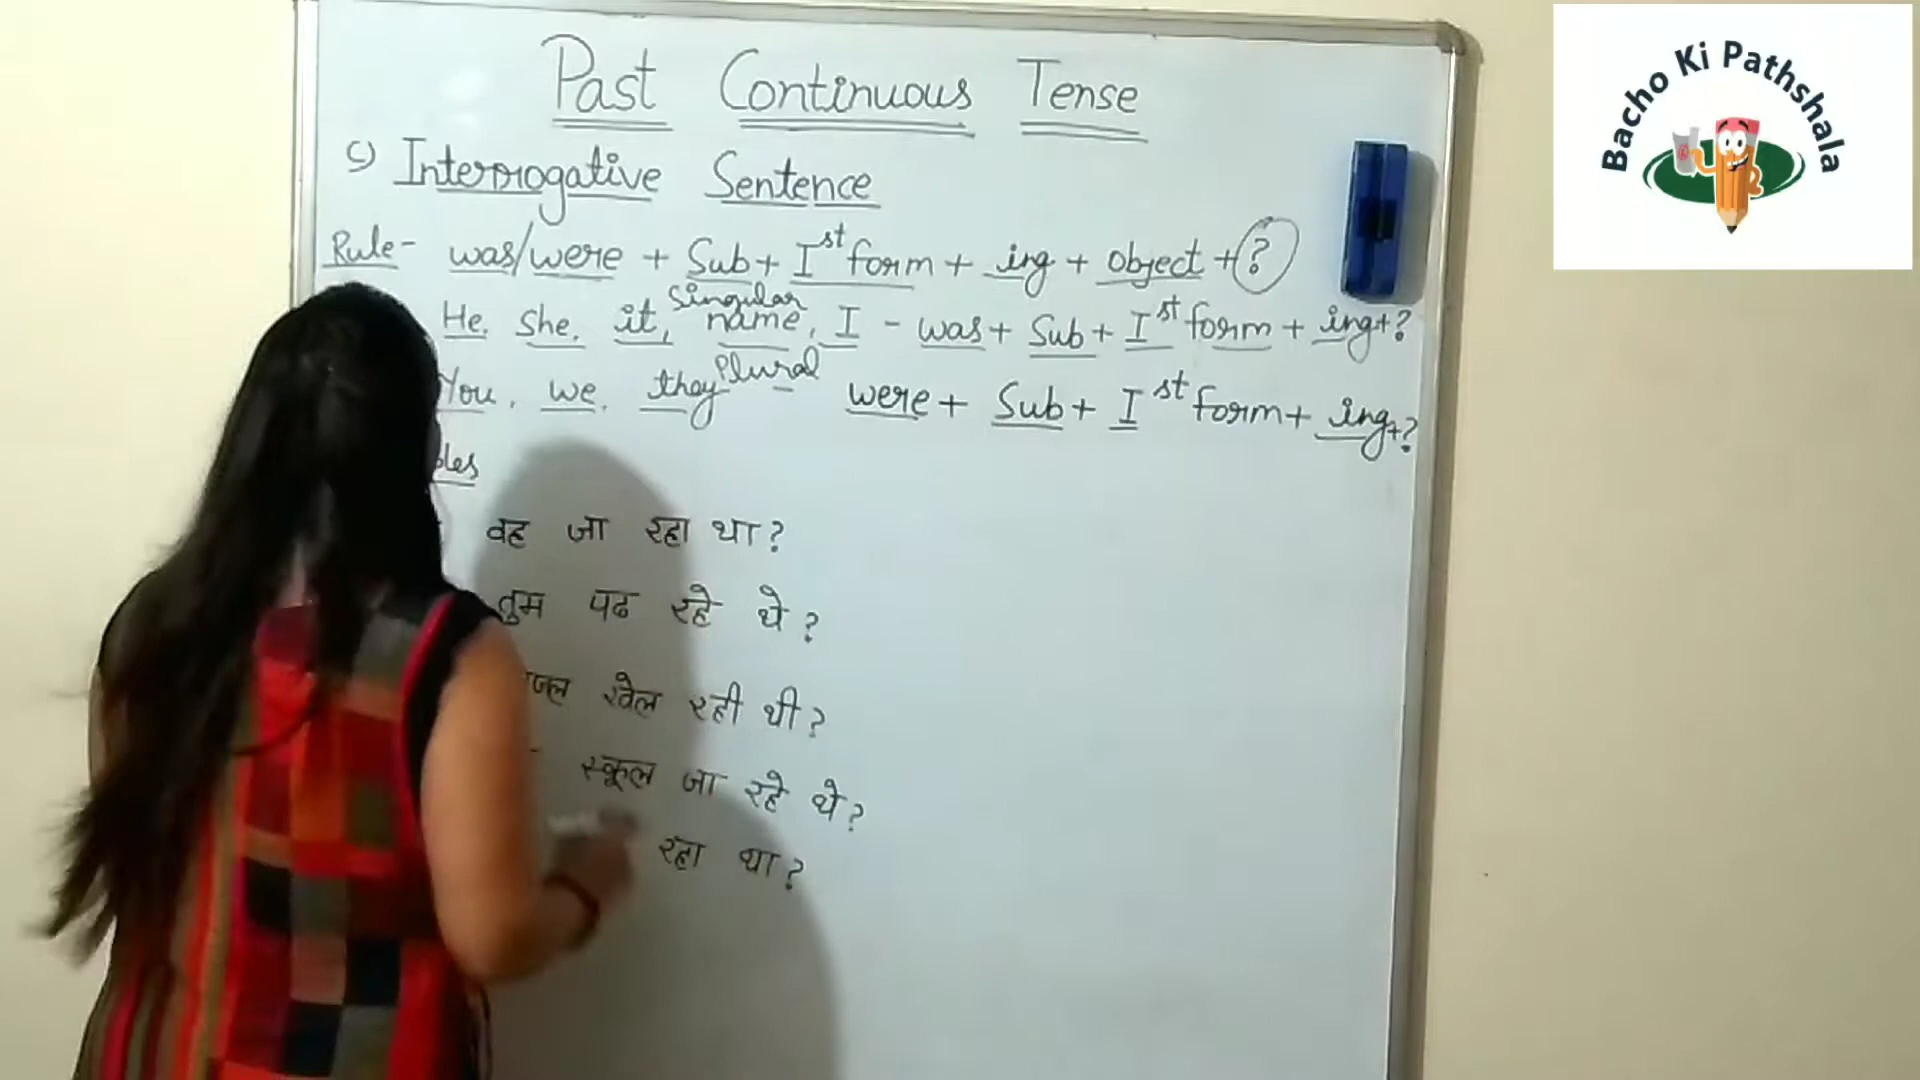 Past Continuous Tense
c) Interrogative Sentence
Rule- was/were + Sub + Ist form + ing + object + ?
Singular
He, She, it, name, I - was + Sub + Ist form + ing + ?
Plural
You, we, they - were + Sub + Ist form + ing + ?
वह जा रहा था?
तुम पढ रहे थे?
खेल रही थी?
स्कूल जा रहे थे?
रहा था?
Bacho Ki Pathshala